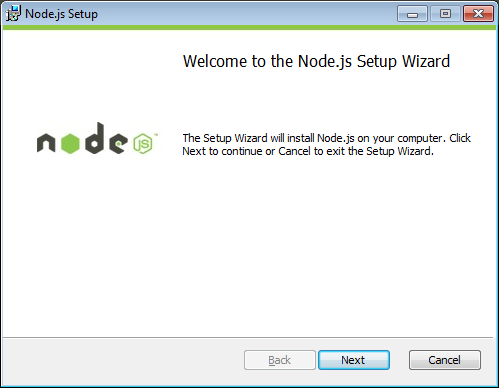 Node.js Setup
Welcome to the Node.js Setup Wizard
node
JS
™
The Setup Wizard will install Node.js on your computer. Click
Next to continue or Cancel to exit the Setup Wizard.
Back
Next
Cancel